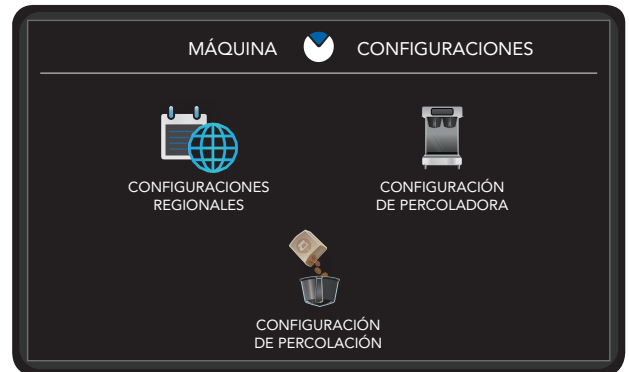 MÁQUINA CONFIGURACIONES
CONFIGURACIONES
REGIONALES
CONFIGURACIÓN
DE PERCOLADORA
CONFIGURACIÓN
DE PERCOLACIÓN